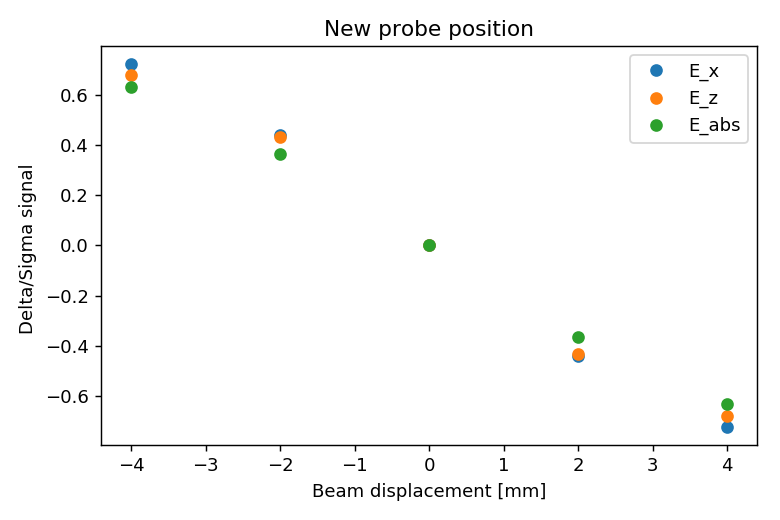 New probe position
E_x
E_z
E_abs
0.6
0.4
0.2
0.0
−0.2
−0.4
−0.6
Delta/Sigma signal
−4
−3
−2
−1
0
1
2
3
4
Beam displacement [mm]